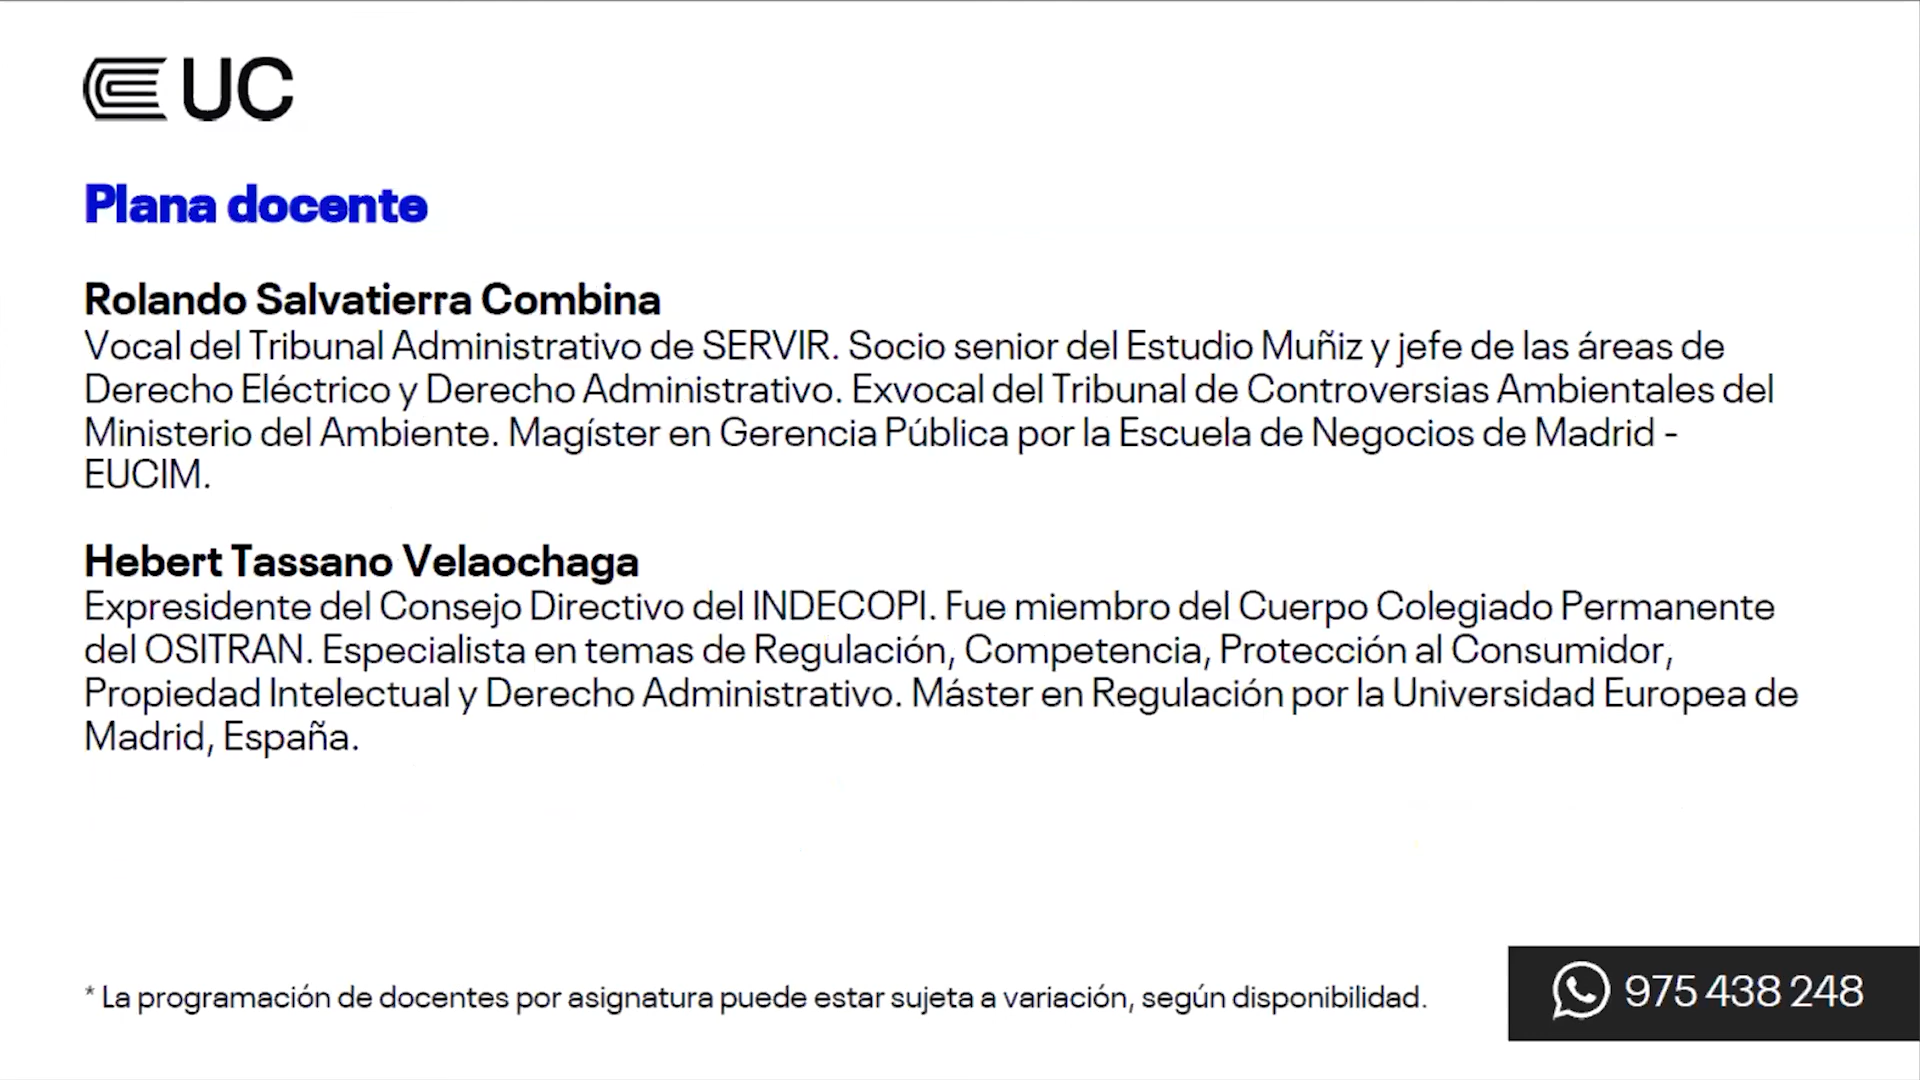 UC
Plana docente
Rolando Salvatierra Combina
Vocal del Tribunal Administrativo de SERVIR. Socio senior del Estudio Muñiz y jefe de las áreas de
Derecho Eléctrico y Derecho Administrativo. Exvocal del Tribunal de Controversias Ambientales del
Ministerio del Ambiente. Magíster en Gerencia Pública por la Escuela de Negocios de Madrid -
EUCIM.
Hebert Tassano Velaochaga
Expresidente del Consejo Directivo del INDECOPI. Fue miembro del Cuerpo Colegiado Permanente
del OSITRAN. Especialista en temas de Regulación, Competencia, Protección al Consumidor,
Propiedad Intelectual y Derecho Administrativo. Máster en Regulación por la Universidad Europea de
Madrid, España.
* La programación de docentes por asignatura puede estar sujeta a variación, según disponibilidad.
975 438 248